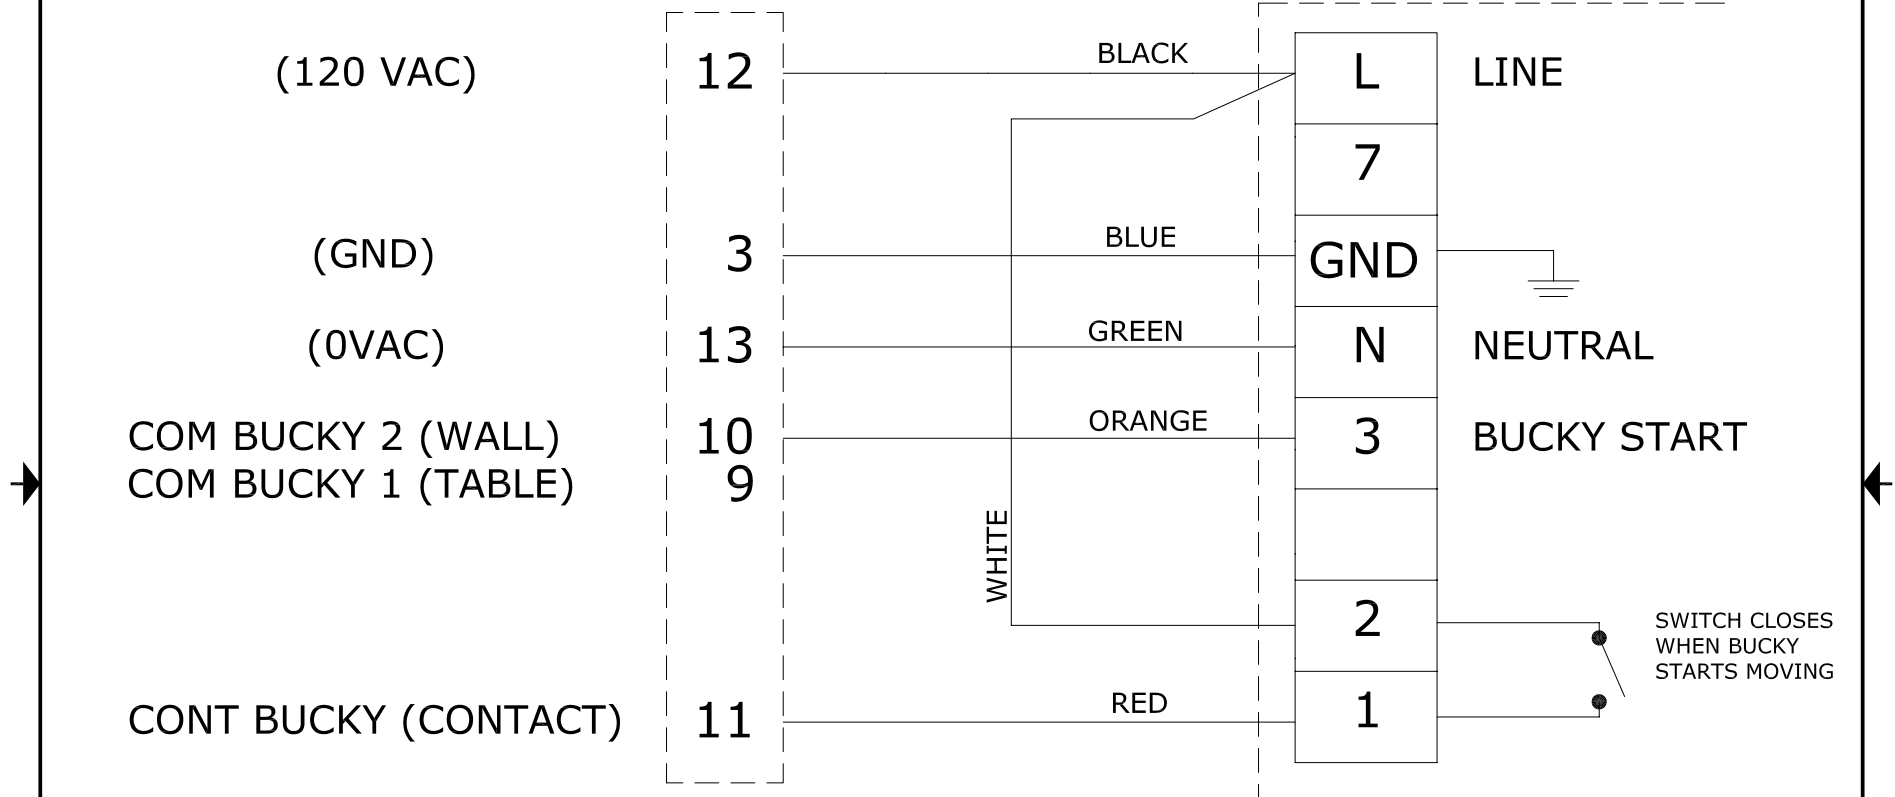 (120 VAC) 12 BLACK L LINE
7
(GND) 3 BLUE GND
(0VAC) 13 GREEN N NEUTRAL
COM BUCKY 2 (WALL) 10 ORANGE 3 BUCKY START
COM BUCKY 1 (TABLE) 9
WHITE
2
SWITCH CLOSES
WHEN BUCKY
STARTS MOVING
CONT BUCKY (CONTACT) 11 RED 1